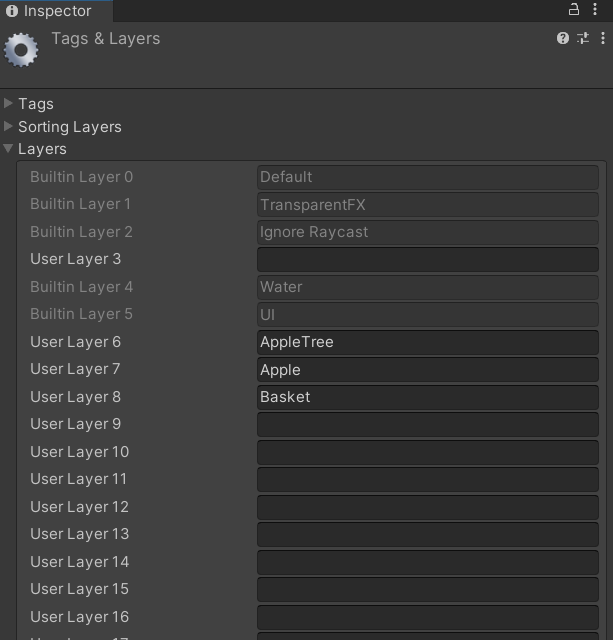 Inspector
Tags & Layers
Tags
Sorting Layers
Layers
Builtin Layer 0 Default
Builtin Layer 1 TransparentFX
Builtin Layer 2 Ignore Raycast
User Layer 3
Builtin Layer 4 Water
Builtin Layer 5 UI
User Layer 6 AppleTree
User Layer 7 Apple
User Layer 8 Basket
User Layer 9
User Layer 10
User Layer 11
User Layer 12
User Layer 13
User Layer 14
User Layer 15
User Layer 16